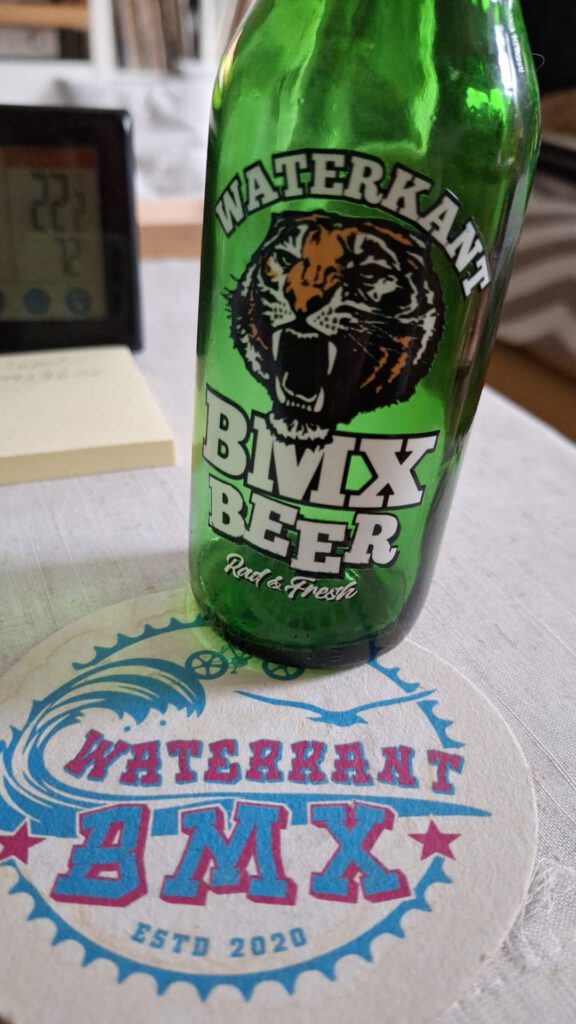 WATERKANT
BMX
BEER
Rad & Fresh
WATERKANT
BMX
ESTD 2020